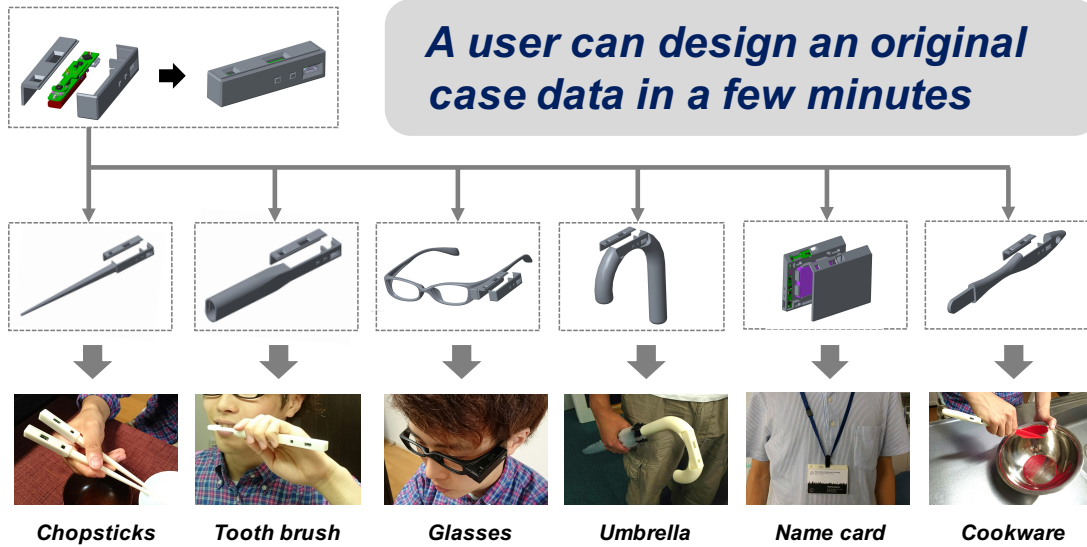 A user can design an original
case data in a few minutes
Chopsticks
Tooth brush
Glasses
Umbrella
Name card
Cookware